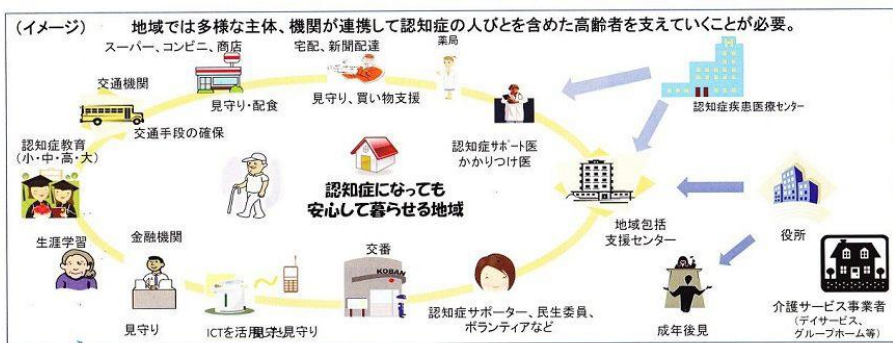 (イメージ) 地域では多様な主体、機関が連携して認知症の人びとを含めた高齢者を支えていくことが必要。
スーパー、コンビニ、商店
宅配、新聞配達
薬局
交通機関
見守り・配食
見守り、買い物支援
交通手段の確保
認知症疾患医療センター
認知症教育
(小・中・高・大)
認知症サポート医
かかりつけ医
認知症になっても
安心して暮らせる地域
生涯学習
金融機関
交番
KOBAN
地域包括
支援センター
役所
見守り
ICTを活用した見守り
認知症サポーター、民生委員、
ボランティアなど
成年後見
介護サービス事業者
(デイサービス、
グループホーム等)